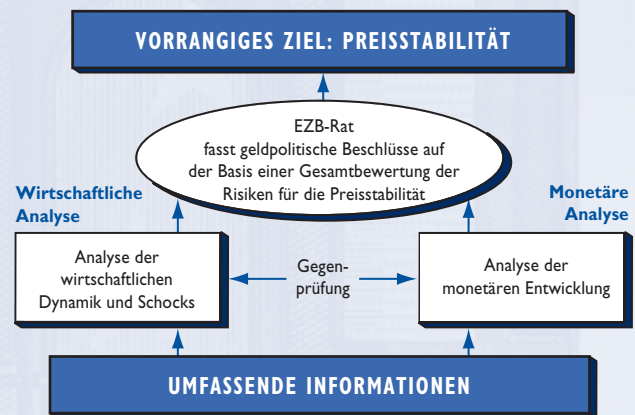 VORRANGIGES ZIEL: PREISSTABILITÄT
EZB-Rat
fasst geldpolitische Beschlüsse auf
der Basis einer Gesamtbewertung der
Risiken für die Preisstabilität
Wirtschaftliche
Analyse
Monetäre
Analyse
Analyse der
wirtschaftlichen
Dynamik und Schocks
Gegen-
prüfung
Analyse der
monetären Entwicklung
UMFASSENDE INFORMATIONEN